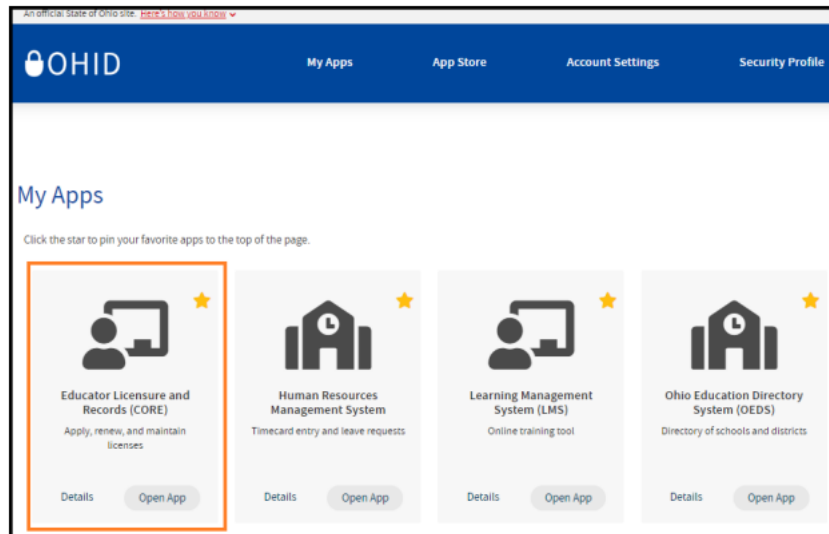 An official State of Ohio site. Here's how you know
OHID
My Apps
App Store
Account Settings
Security Profile
My Apps
Click the star to pin your favorite apps to the top of the page.
Educator Licensure and
Records (CORE)
Apply, renew, and maintain
licenses
Details
Open App
Human Resources
Management System
Timecard entry and leave requests
Details
Open App
Learning Management
System (LMS)
Online training tool
Details
Open App
Ohio Education Directory
System (OEDS)
Directory of schools and districts
Details
Open App